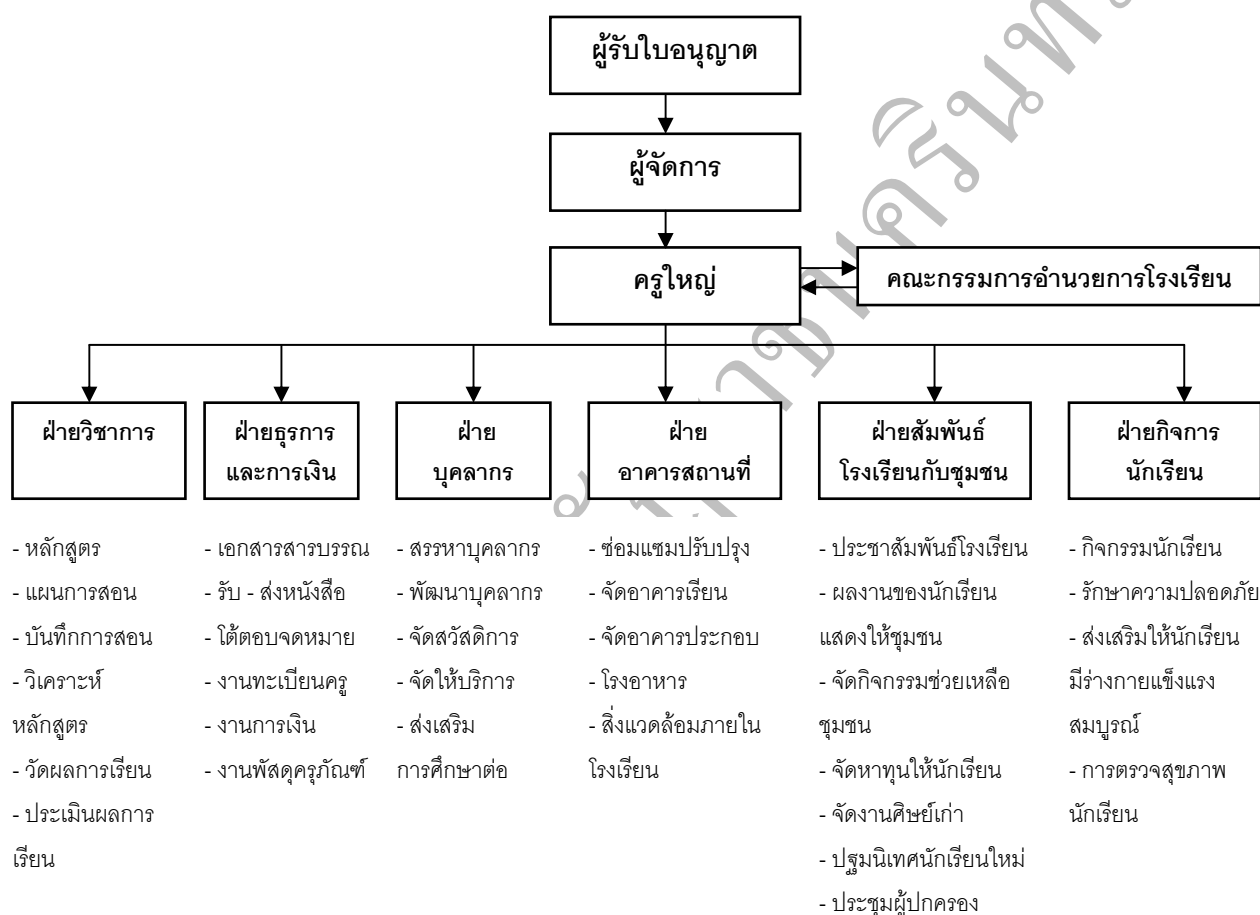 ผู้รับใบอนุญาต
ผู้จัดการ
ครูใหญ่
คณะกรรมการอำนวยการโรงเรียน
ฝ่ายวิชาการ
ฝ่ายธุรการ
และการเงิน
ฝ่าย
บุคลากร
ฝ่าย
อาคารสถานที่
ฝ่ายสัมพันธ์
โรงเรียนกับชุมชน
ฝ่ายกิจการ
นักเรียน
- หลักสูตร
- แผนการสอน
- บันทึกการสอน
- วิเคราะห์
หลักสูตร
- วัดผลการเรียน
- ประเมินผลการ
เรียน
- เอกสารสารบรรณ
- รับ - ส่งหนังสือ
- โต้ตอบจดหมาย
- งานทะเบียนครู
- งานการเงิน
- งานพัสดุครุภัณฑ์
- สรรหาบุคลากร
- พัฒนาบุคลากร
- จัดสวัสดิการ
- จัดให้บริการ
- ส่งเสริม
การศึกษาต่อ
- ซ่อมแซมปรับปรุง
- จัดอาคารเรียน
- จัดอาคารประกอบ
- โรงอาหาร
- สิ่งแวดล้อมภายใน
โรงเรียน
- ประชาสัมพันธ์โรงเรียน
- ผลงานของนักเรียน
แสดงให้ชุมชน
- จัดกิจกรรมช่วยเหลือ
ชุมชน
- จัดหาทุนให้นักเรียน
- จัดงานศิษย์เก่า
- ปฐมนิเทศนักเรียนใหม่
- ประชุมผู้ปกครอง
- กิจกรรมนักเรียน
- รักษาความปลอดภัย
- ส่งเสริมให้นักเรียน
มีร่างกายแข็งแรง
สมบูรณ์
- การตรวจสุขภาพ
นักเรียน